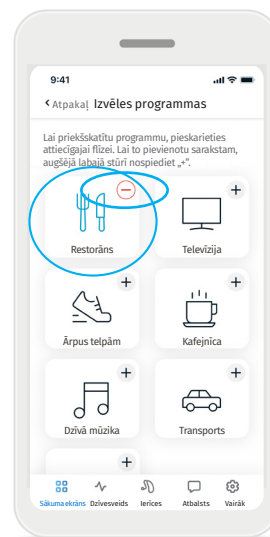 9:41
Atpakaļ Izvēles programmas
Lai priekšskatītu programmu, pieskarieties
attiecīgajai flīzei. Lai to pievienotu sarakstam,
augšējā labajā stūrī nospiediet „+".
Restorāns
Televīzija
Ārpus telpām
Kafejnīca
Dzīvā mūzika
Transports
Sākuma ekrāns Dzīvesveids Ierīces Atbalsts Vairāk